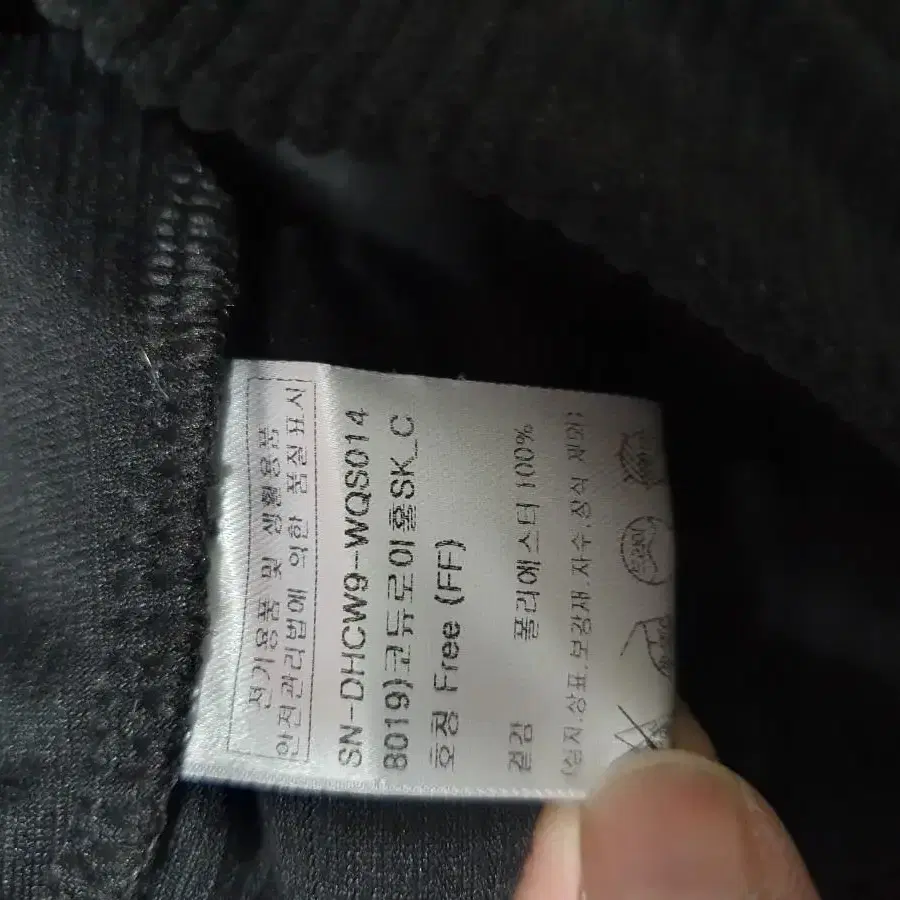 전기용품 및 생활용품
안전관리법에 의한 품질표시
SN-DHCW9-WQS014
8019)코듀로이롤SK_C
호칭 Free (FF)
겉감 폴리에스터 100%
(심지.상표.보강재.자수.장식 제외)